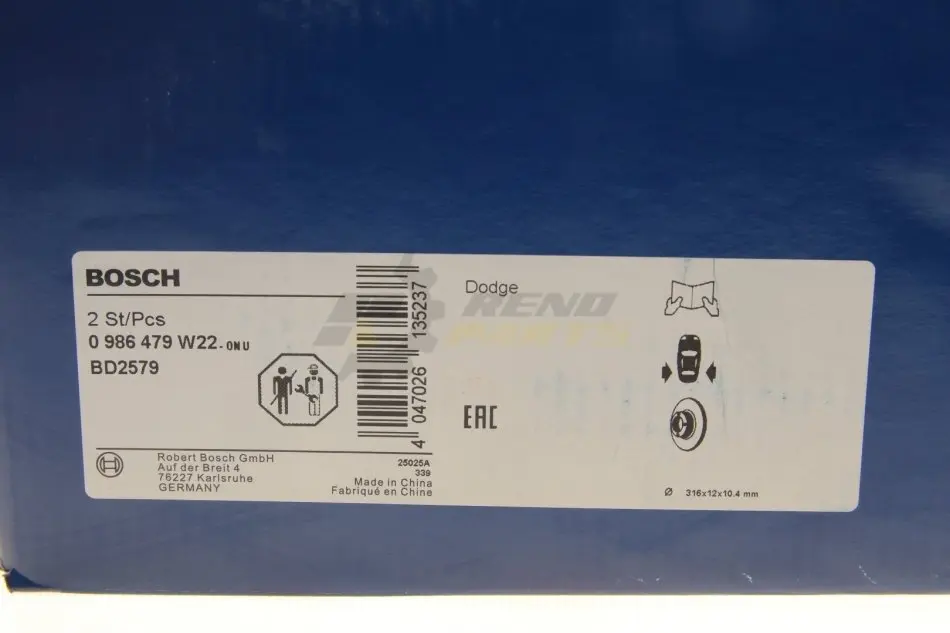 BOSCH
2 St/Pcs
0 986 479 W22-0NU
BD2579
4 047026 135237
Dodge
RENO
PARTS
EAC
Robert Bosch GmbH
Auf der Breit 4
76227 Karlsruhe
GERMANY
25025A
339
Made in China
Fabriqué en Chine
Ø 316x12x10.4 mm